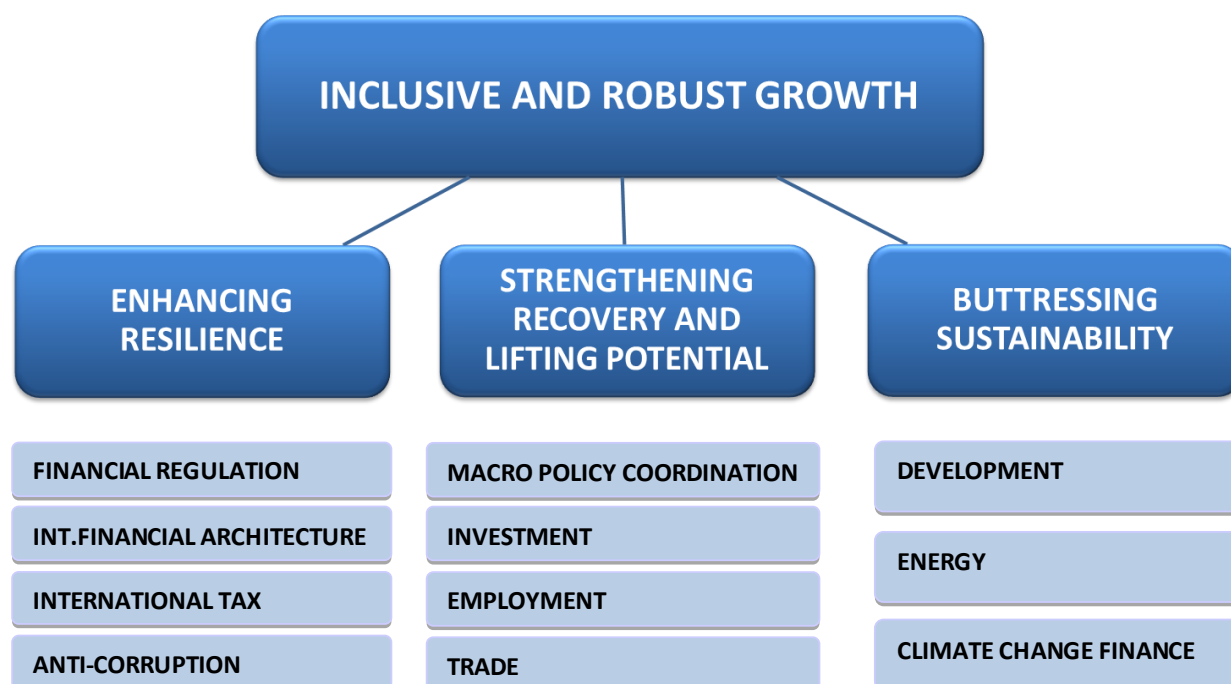 INCLUSIVE AND ROBUST GROWTH
ENHANCING
RESILIENCE
STRENGTHENING
RECOVERY AND
LIFTING POTENTIAL
BUTTRESSING
SUSTAINABILITY
FINANCIAL REGULATION
INT.FINANCIAL ARCHITECTURE
INTERNATIONAL TAX
ANTI-CORRUPTION
MACRO POLICY COORDINATION
INVESTMENT
EMPLOYMENT
TRADE
DEVELOPMENT
ENERGY
CLIMATE CHANGE FINANCE